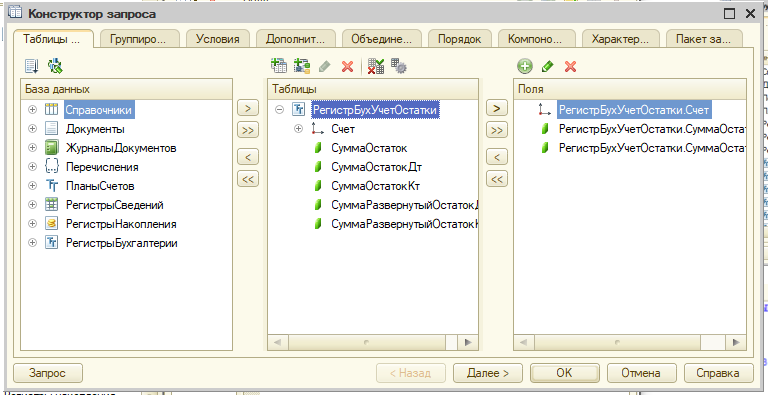 Конструктор запроса
Таблицы ...
Группиро...
Условия
Дополнит...
Объедине...
Порядок
Компоно...
Характер...
Пакет за...
База данных
Справочники
Документы
ЖурналыДокументов
Перечисления
ПланыСчетов
РегистрыСведений
РегистрыНакопления
РегистрыБухгалтерии
>
>>
<
<<
Таблицы
РегистрБухУчетОстатки
Счет
СуммаОстаток
СуммаОстатокДт
СуммаОстатокКт
СуммаРазвернутыйОстаток
СуммаРазвернутыйОстаток
>
>>
<
<<
Поля
РегистрБухУчетОстатки.Счет
РегистрБухУчетОстатки.СуммаОста
РегистрБухУчетОстатки.СуммаОста
Запрос
< Назад
Далее >
OK
Отмена
Справка